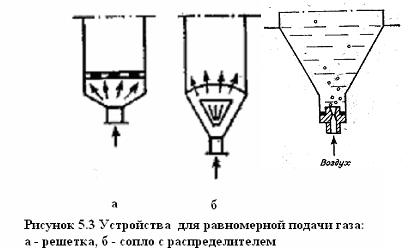 Воздух
а б
Рисунок 5.3 Устройства для равномерной подачи газа:
а - решетка, б - сопло с распределителем